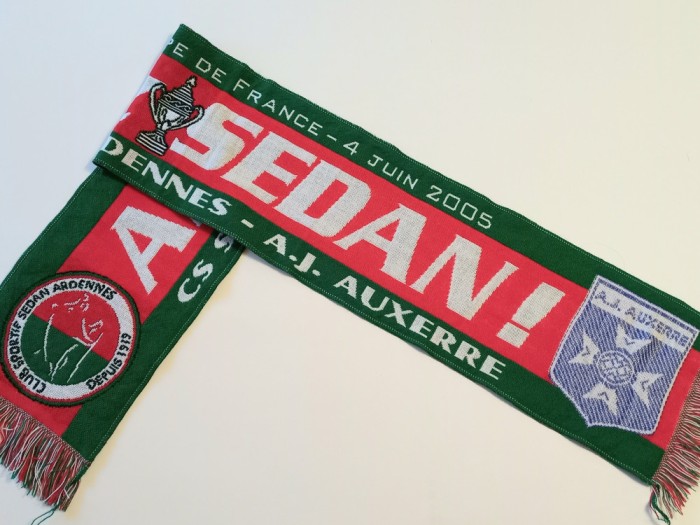 PE DE FRANCE - 4 JUIN 2005
SEDAN!
DENNES - A.J. AUXERRE
A.J. AUXERRE
A
CS S
CLUB SPORTIF SEDAN ARDENNES
DEPUIS 1919